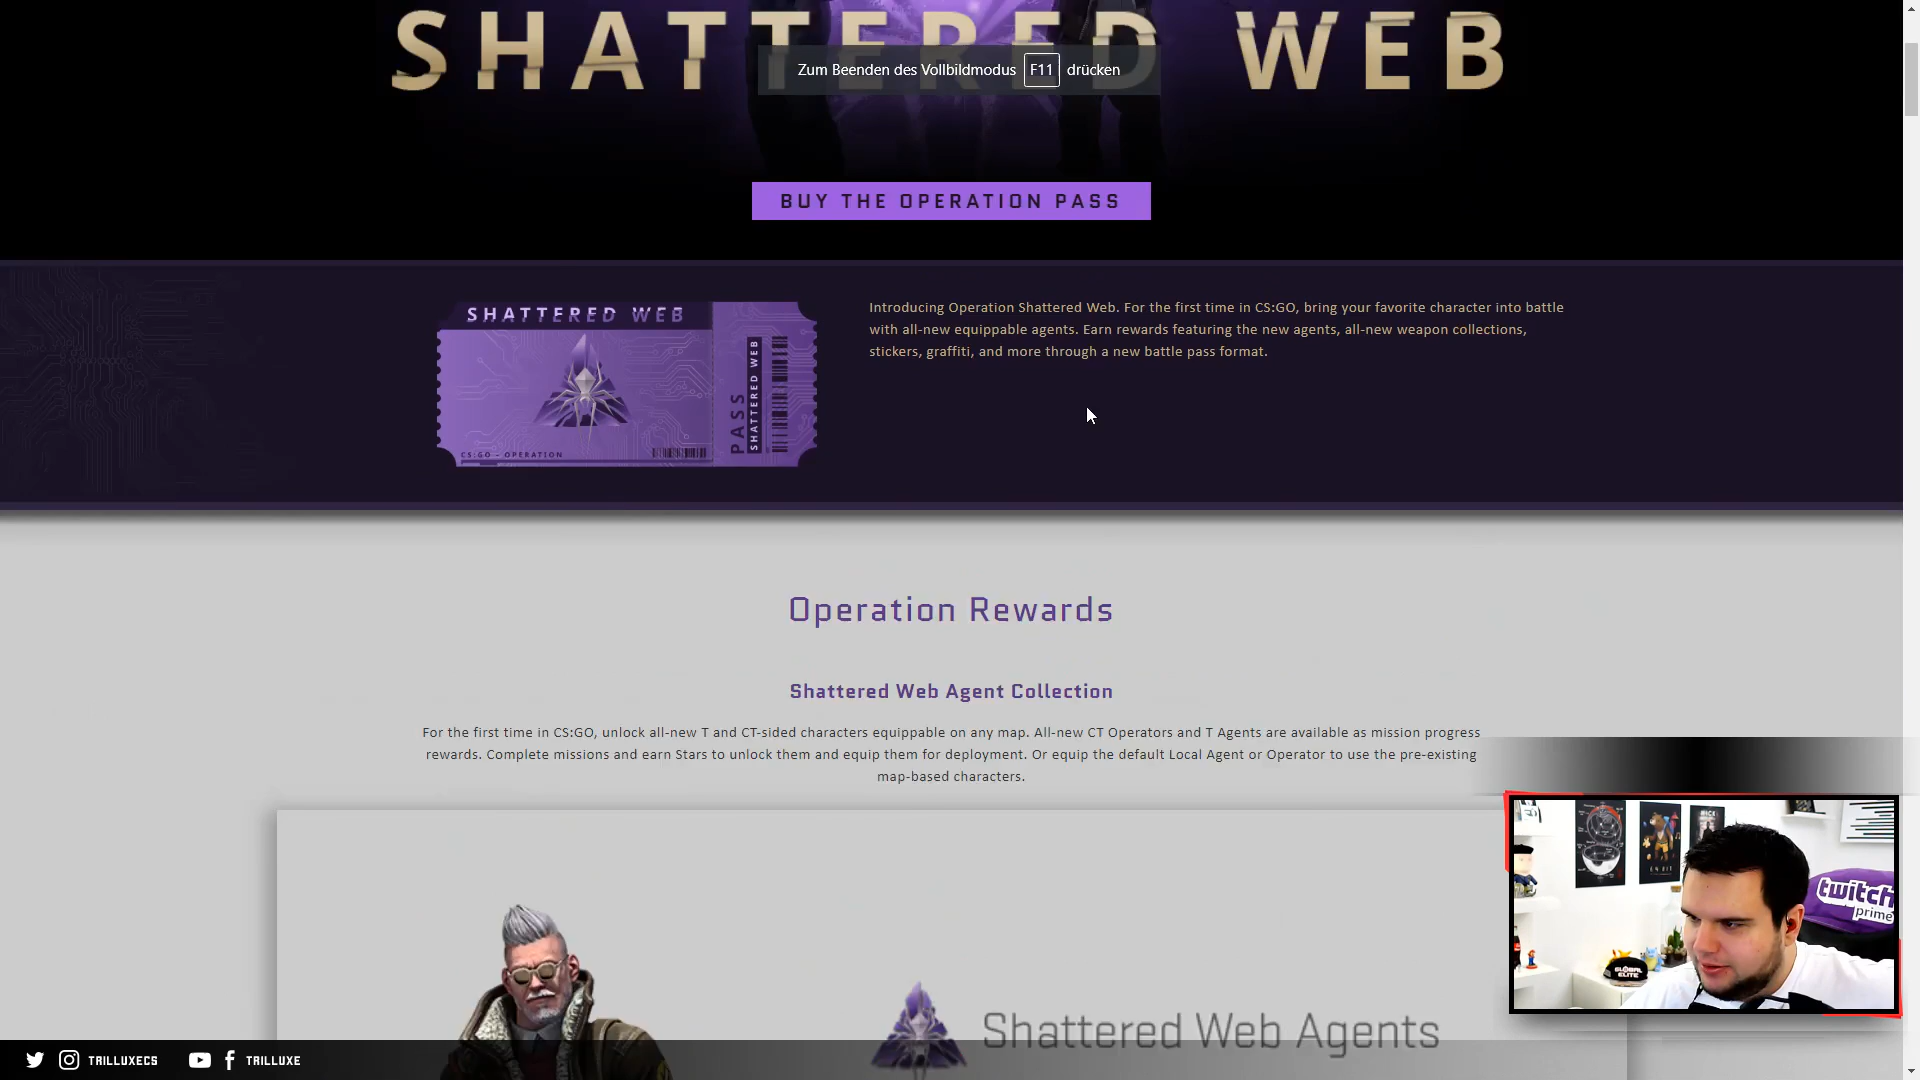 SHATTERED WEB
Zum Beenden des Vollbildmodus F11 drücken
BUY THE OPERATION PASS
SHATTERED WEB
PASS
SHATTERED WEB
CS:GO - OPERATION
Introducing Operation Shattered Web. For the first time in CS:GO, bring your favorite character into battle
with all-new equippable agents. Earn rewards featuring the new agents, all-new weapon collections,
stickers, graffiti, and more through a new battle pass format.
Operation Rewards
Shattered Web Agent Collection
For the first time in CS:GO, unlock all-new T and CT-sided characters equippable on any map. All-new CT Operators and T Agents are available as mission progress
rewards. Complete missions and earn Stars to unlock them and equip them for deployment. Or equip the default Local Agent or Operator to use the pre-existing
map-based characters.
Shattered Web Agents
twitch
prime
GLOBAL
ELITE
TRILLUXECS
TRILLUXE